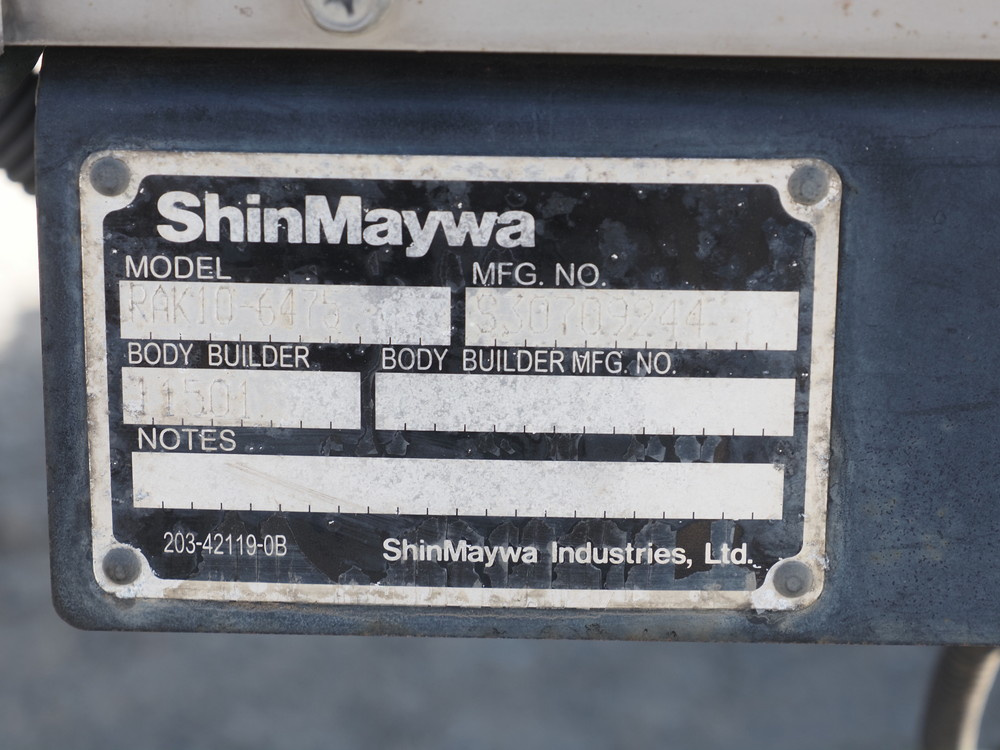 ShinMaywa
MODEL MFG. NO.
RAK10-6475 S30709244
BODY BUILDER BODY BUILDER MFG. NO.
11501
NOTES
203-42119-0B ShinMaywa Industries, Ltd.